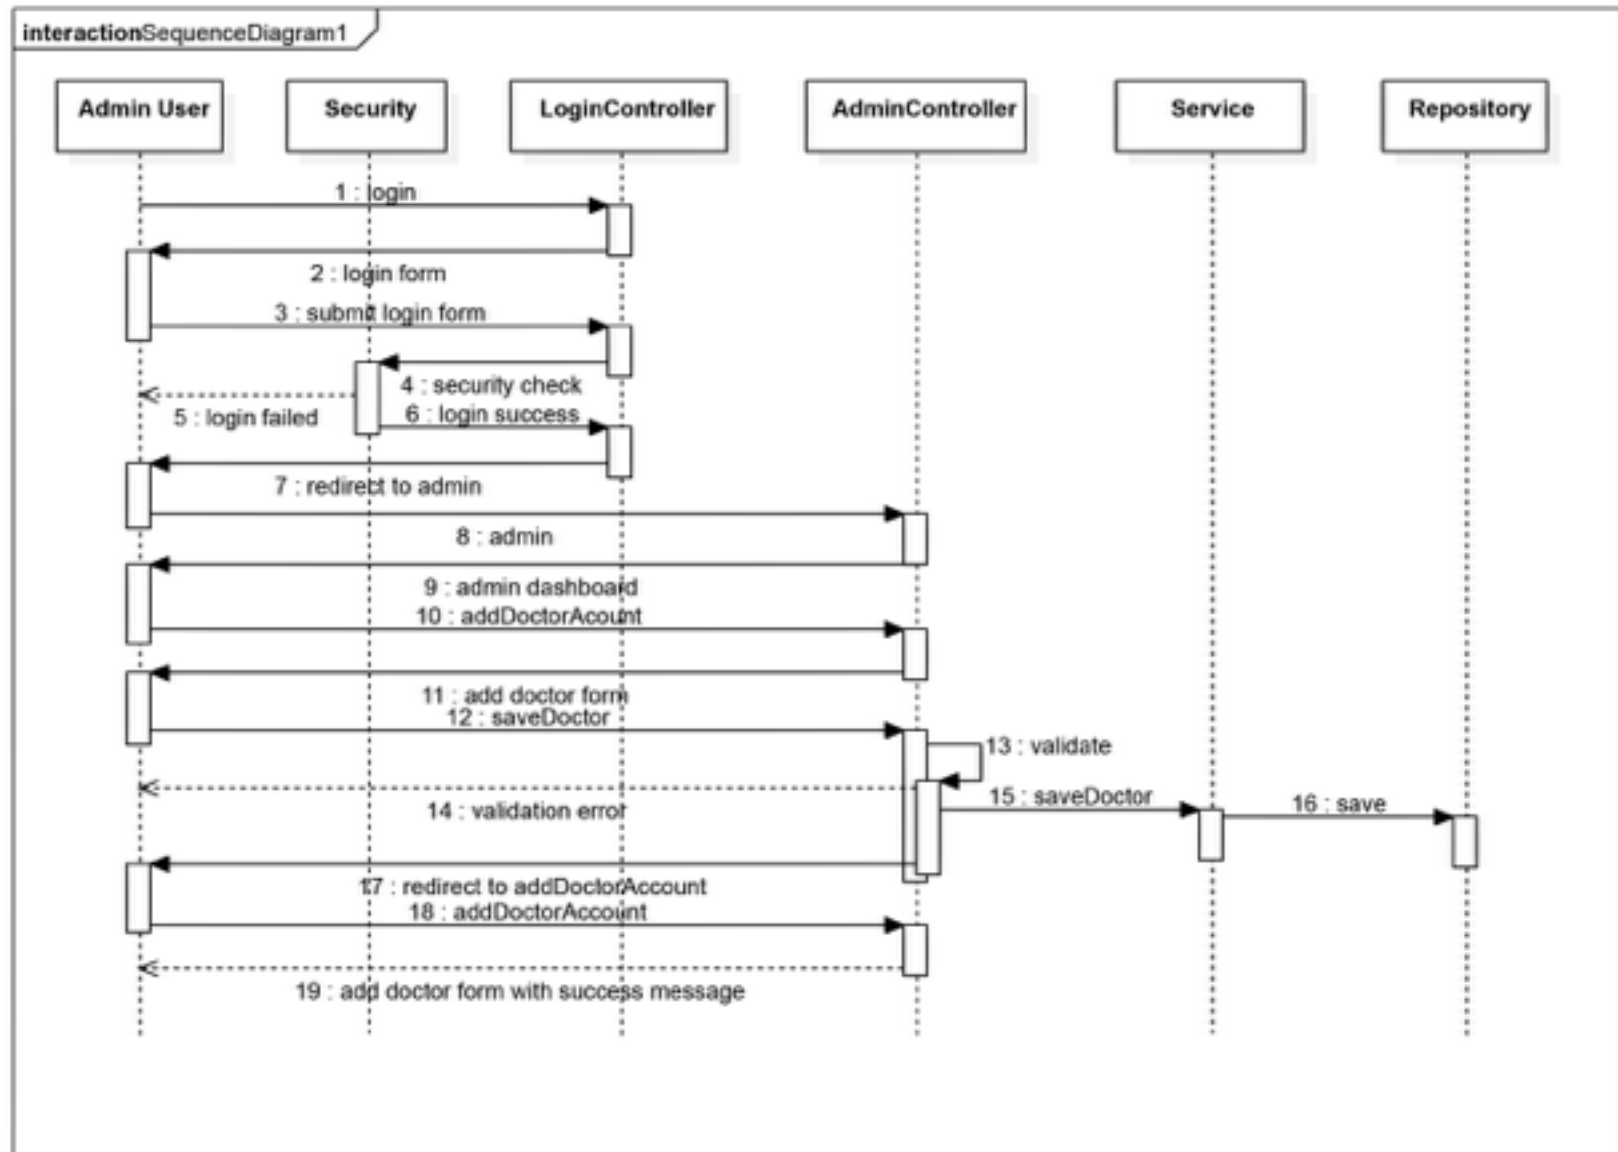 interactionSequenceDiagram1
Admin User
Security
LoginController
AdminController
Service
Repository
1 : login
2 : login form
3 : submit login form
4 : security check
5 : login failed
6 : login success
7 : redirect to admin
8 : admin
9 : admin dashboard
10 : addDoctorAcount
11 : add doctor form
12 : saveDoctor
13 : validate
14 : validation error
15 : saveDoctor
16 : save
17 : redirect to addDoctorAccount
18 : addDoctorAccount
19 : add doctor form with success message